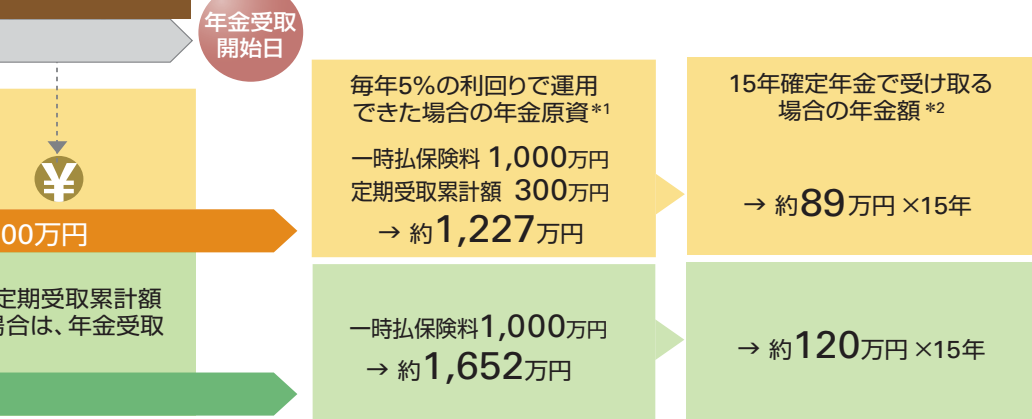 年金受取
開始日
毎年5%の利回りで運用
できた場合の年金原資*1
一時払保険料 1,000万円
定期受取累計額 300万円
→ 約1,227万円
15年確定年金で受け取る
場合の年金額*2
→ 約89万円×15年
¥
00万円
定期受取累計額
場合は、年金受取
一時払保険料1,000万円
→ 約1,652万円
→ 約120万円×15年